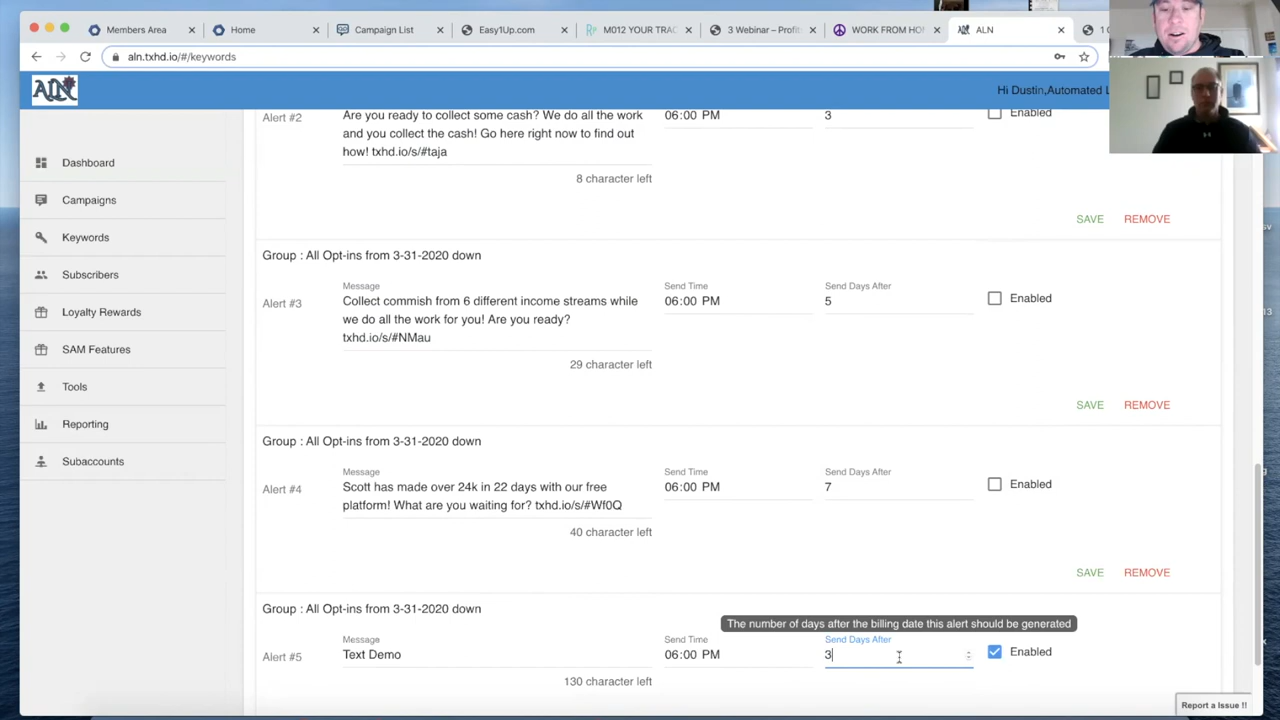 Members Area
Home
Campaign List
Easy1Up.com
M012 YOUR TRAC
3 Webinar – Profit
WORK FROM HOM
ALN
aln.txhd.io/#/keywords
ALN
Hi Dustin,Automated L
Dashboard
Campaigns
Keywords
Subscribers
Loyalty Rewards
SAM Features
Tools
Reporting
Subaccounts
Alert #2
Are you ready to collect some cash? We do all the work
and you collect the cash! Go here right now to find out
how! txhd.io/s/#taja
06:00 PM
3
Enabled
8 character left
SAVE
REMOVE
Group : All Opt-ins from 3-31-2020 down
Alert #3
Message
Collect commish from 6 different income streams while
we do all the work for you! Are you ready?
txhd.io/s/#NMau
Send Time
06:00 PM
Send Days After
5
Enabled
29 character left
SAVE
REMOVE
Group : All Opt-ins from 3-31-2020 down
Alert #4
Message
Scott has made over 24k in 22 days with our free
platform! What are you waiting for? txhd.io/s/#Wf0Q
Send Time
06:00 PM
Send Days After
7
Enabled
40 character left
SAVE
REMOVE
Group : All Opt-ins from 3-31-2020 down
The number of days after the billing date this alert should be generated
Alert #5
Message
Text Demo
Send Time
06:00 PM
Send Days After
3
Enabled
130 character left
Report a Issue !!